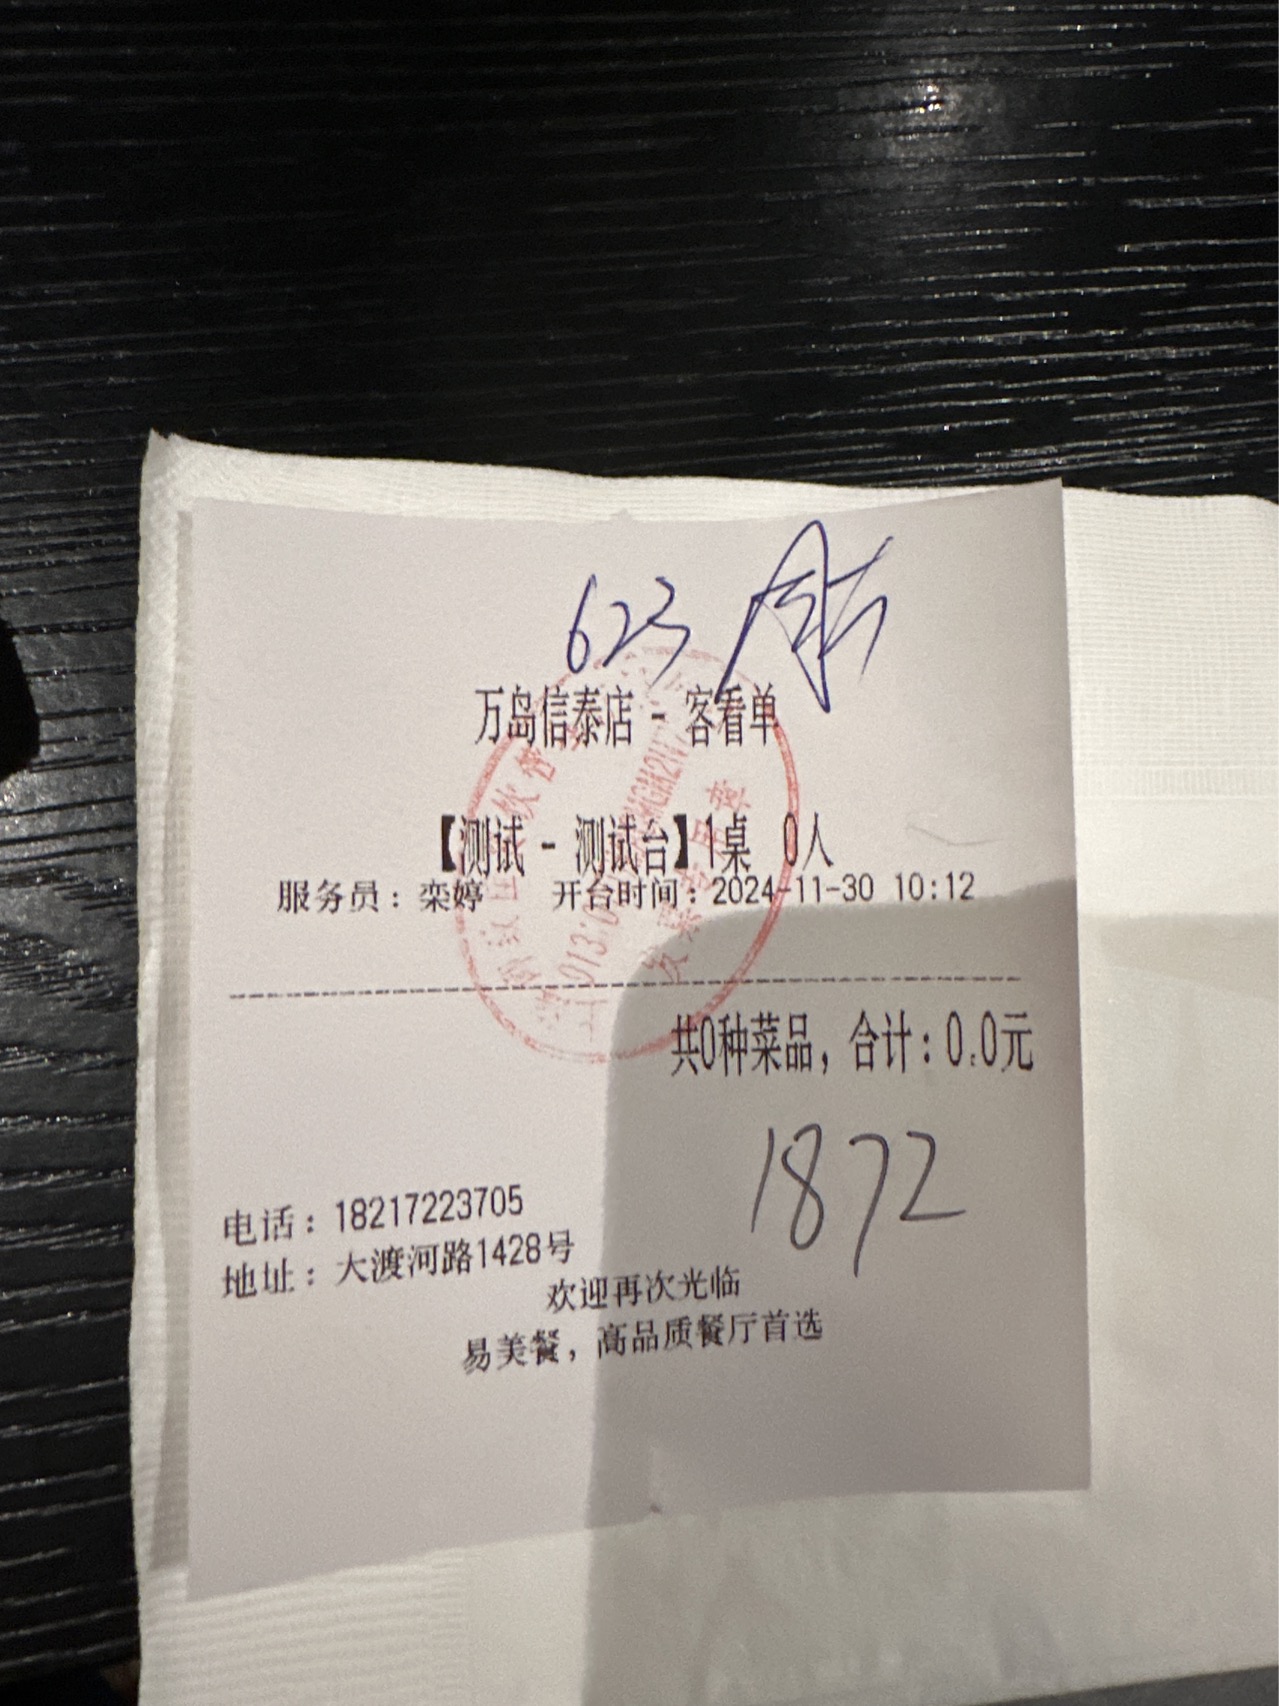 623
万岛信泰店 - 客看单
【测试 - 测试台】1桌 0人
服务员：栾婷 开台时间：2024-11-30 10:12
共0种菜品，合计：0.0元
1872
电话：18217223705
地址：大渡河路1428号
欢迎再次光临
易美餐，高品质餐厅首选